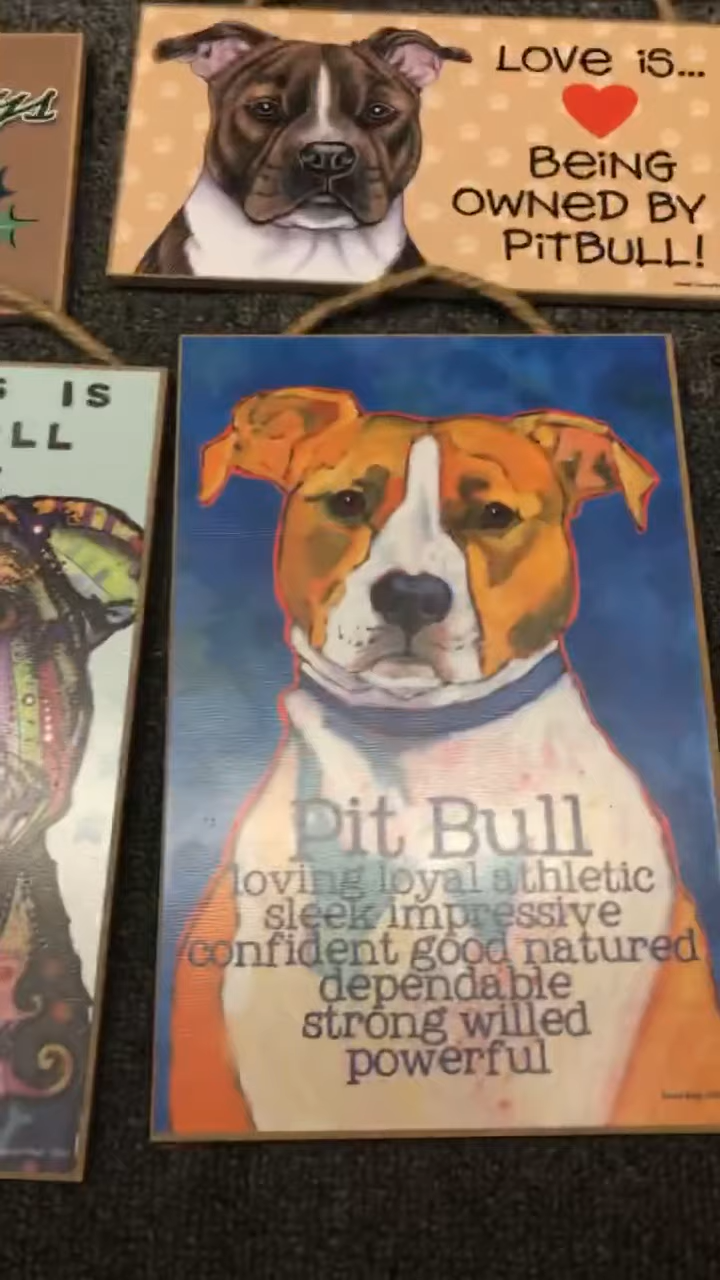 ys
LOVE iS...
BEiNG
OWNED BY
PiTBULL!
S IS
LL
Pit Bull
loving loyal athletic
sleek impressive
confident good natured
dependable
strong willed
powerful